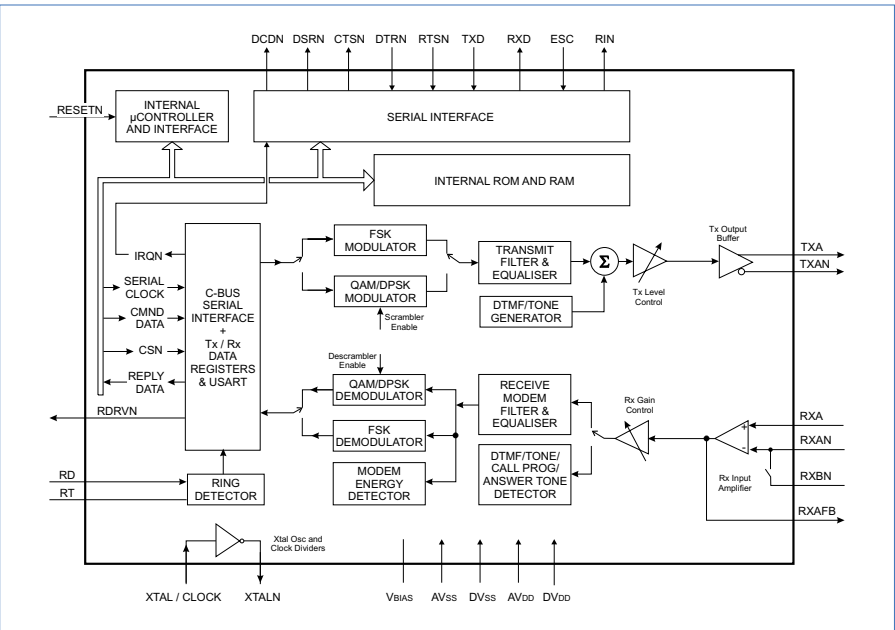 DCDN DSRN CTSN DTRN RTSN TXD RXD ESC RIN
RESETN
INTERNAL
µCONTROLLER
AND INTERFACE
SERIAL INTERFACE
INTERNAL ROM AND RAM
IRQN
SERIAL
CLOCK
CMND
DATA
CSN
REPLY
DATA
RDRVN
C-BUS
SERIAL
INTERFACE
+
Tx / Rx
DATA
REGISTERS
& USART
FSK
MODULATOR
QAM/DPSK
MODULATOR
Scrambler
Enable
TRANSMIT
FILTER &
EQUALISER
DTMF/TONE
GENERATOR
Σ
Tx Level
Control
Tx Output
Buffer
TXA
TXAN
Descrambler
Enable
QAM/DPSK
DEMODULATOR
FSK
DEMODULATOR
MODEM
ENERGY
DETECTOR
RECEIVE
MODEM
FILTER &
EQUALISER
DTMF/TONE/
CALL PROG/
ANSWER TONE
DETECTOR
Rx Gain
Control
+
-
Rx Input
Amplifier
RXA
RXAN
RXBN
RXAFB
RD
RT
RING
DETECTOR
Xtal Osc and
Clock Dividers
XTAL / CLOCK XTALN VBIAS AVSS DVSS AVDD DVDD